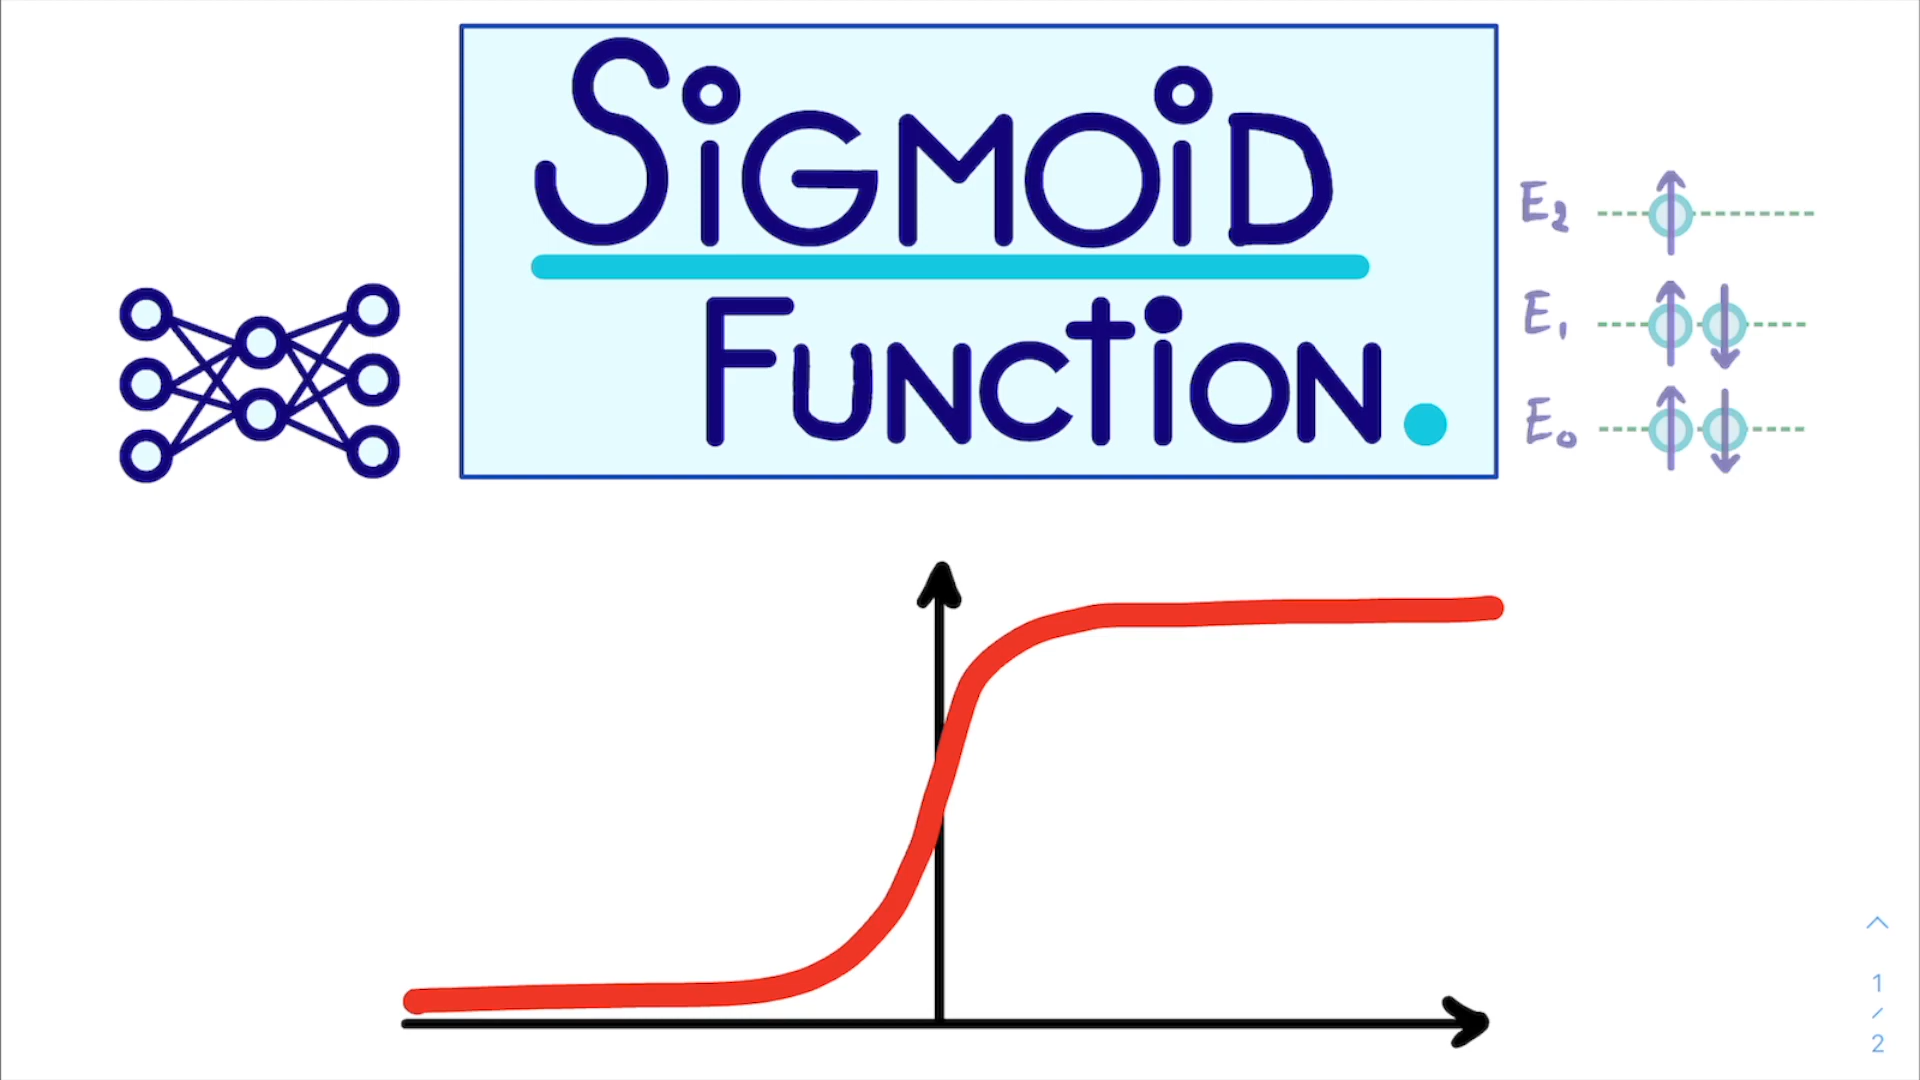 SiGMOiD
FUNCTiON.
E₂
E₁
E₀
1
/
2